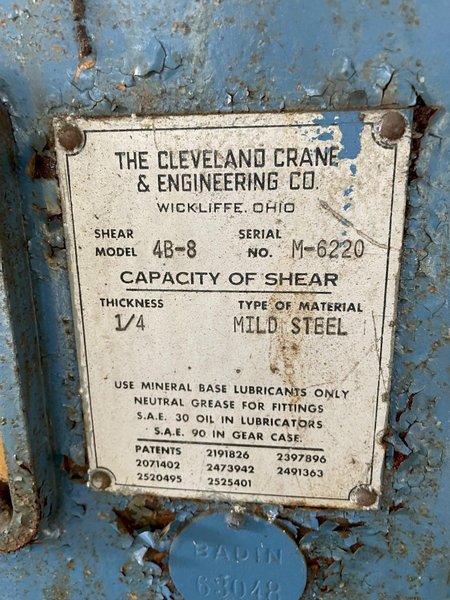 THE CLEVELAND CRANE
& ENGINEERING CO.
WICKLIFFE, OHIO
SHEAR MODEL 4B-8 SERIAL NO. M-6220
CAPACITY OF SHEAR
THICKNESS TYPE OF MATERIAL
1/4 MILD STEEL
USE MINERAL BASE LUBRICANTS ONLY
NEUTRAL GREASE FOR FITTINGS
S.A.E. 30 OIL IN LUBRICATORS
S.A.E. 90 IN GEAR CASE.
PATENTS 2191826 2397896
2071402 2473942 2491363
2520495 2525401
BADIN
63048